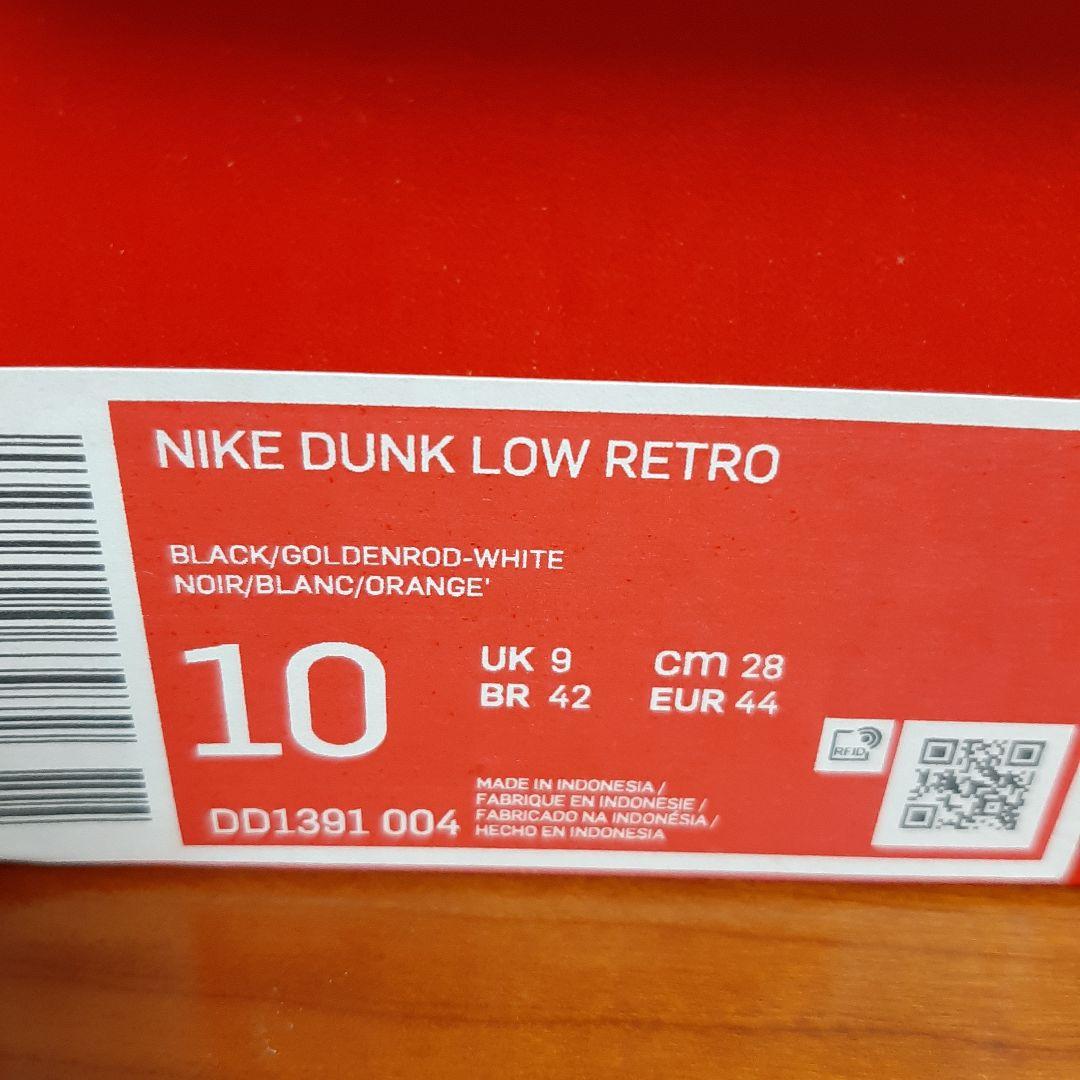 NIKE DUNK LOW RETRO
BLACK/GOLDENROD-WHITE
NOIR/BLANC/ORANGE'
10
UK 9
cm 28
BR 42
EUR 44
RFID
DD1391 004
MADE IN INDONESIA /
FABRIQUE EN INDONESIE /
FABRICADO NA INDONÉSIA /
HECHO EN INDONESIA